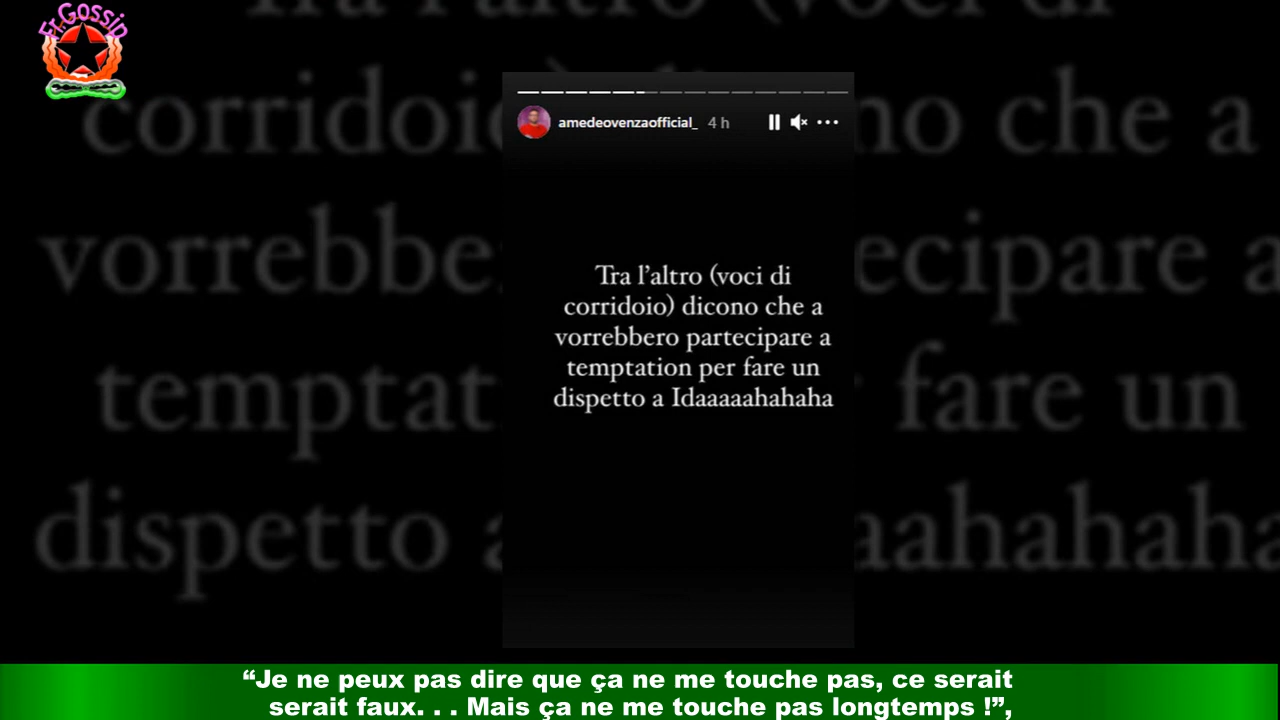 Fr.Gossip
amedeovenzaofficial_ 4 h
Tra l'altro (voci di
corridoio) dicono che a
vorrebbero partecipare a
temptation per fare un
dispetto a Idaaaaahahaha
“Je ne peux pas dire que ça ne me touche pas, ce serait
serait faux. . . Mais ça ne me touche pas longtemps !”,